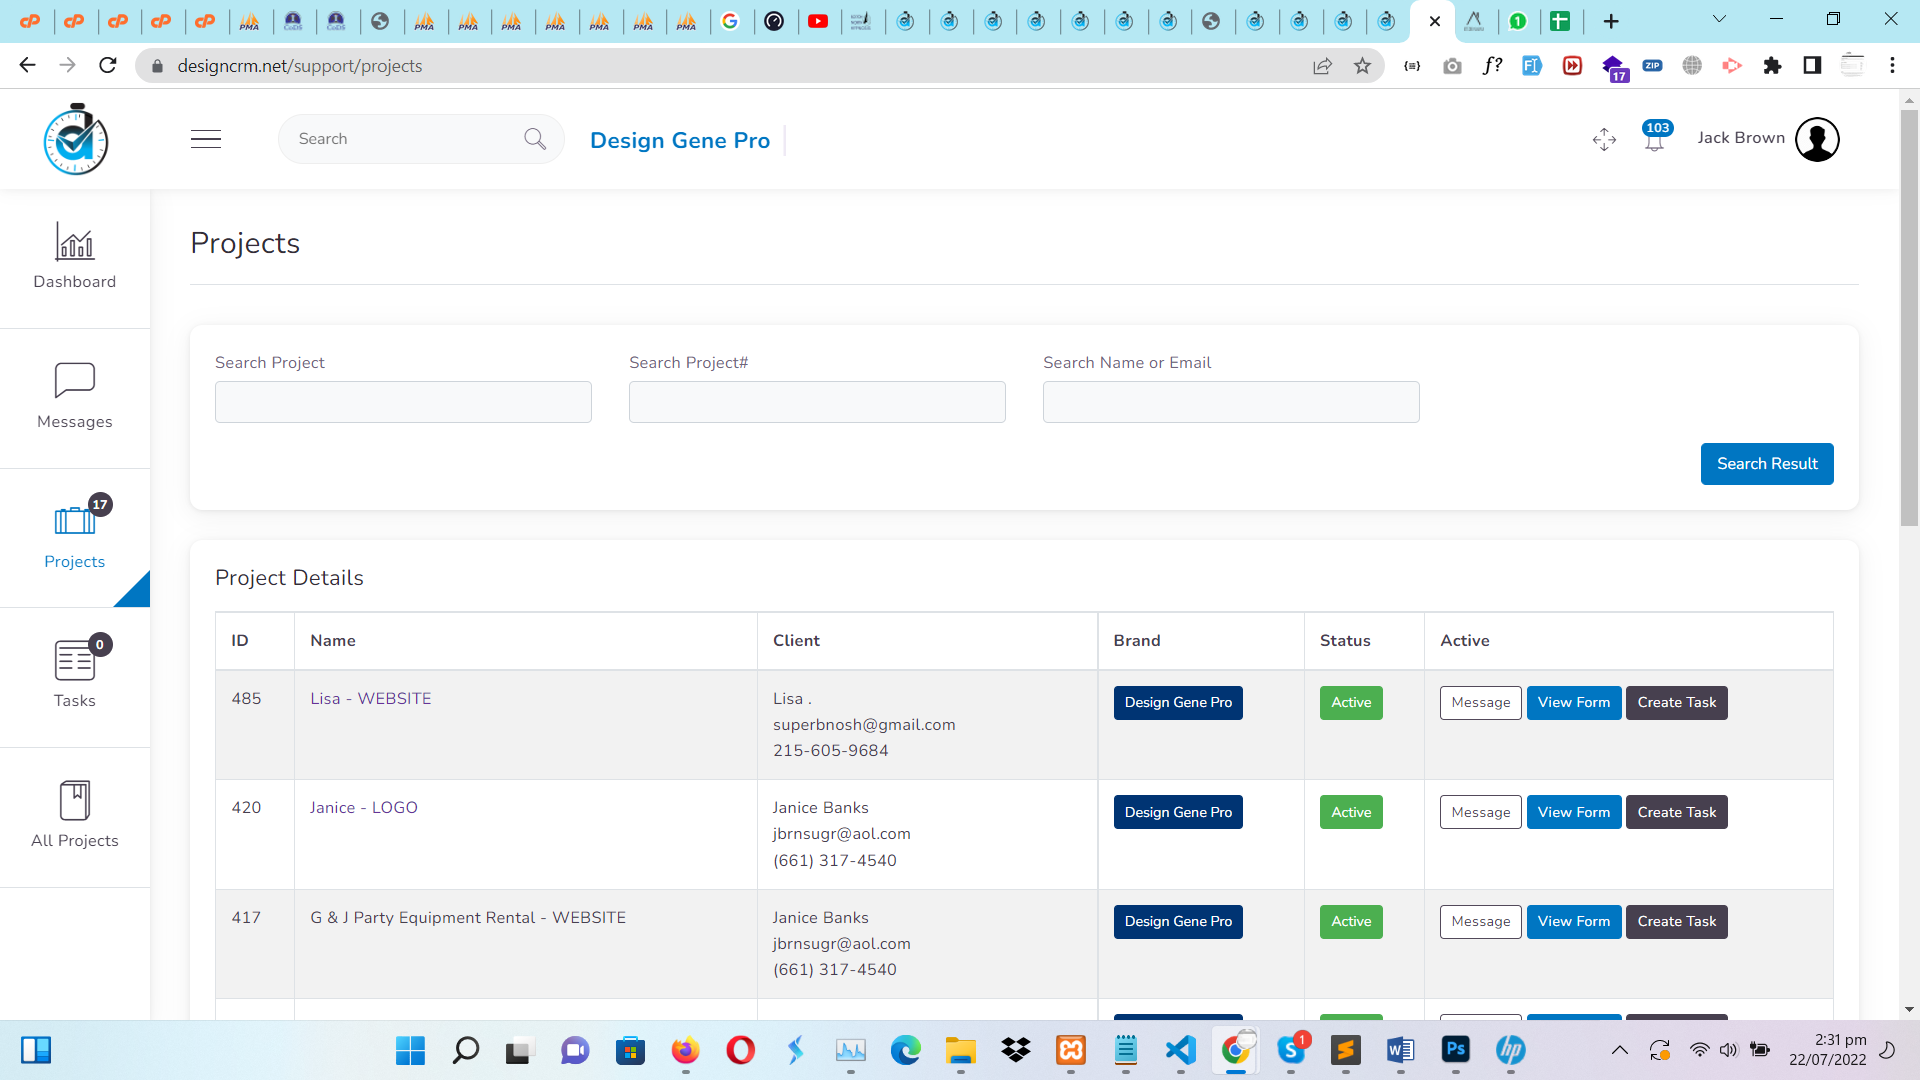 designcrm.net/support/projects
17
ZIP
Search
Design Gene Pro
103
Jack Brown
Dashboard
Messages
17
Projects
0
Tasks
All Projects
Projects
Search Project
Search Project#
Search Name or Email
Search Result
Project Details
ID Name Client Brand Status Active
485 Lisa - WEBSITE Lisa . Design Gene Pro Active Message View Form Create Task
superbnosh@gmail.com
215-605-9684
420 Janice - LOGO Janice Banks Design Gene Pro Active Message View Form Create Task
jbrnsugr@aol.com
(661) 317-4540
417 G & J Party Equipment Rental - WEBSITE Janice Banks Design Gene Pro Active Message View Form Create Task
jbrnsugr@aol.com
(661) 317-4540
2:31 pm
22/07/2022